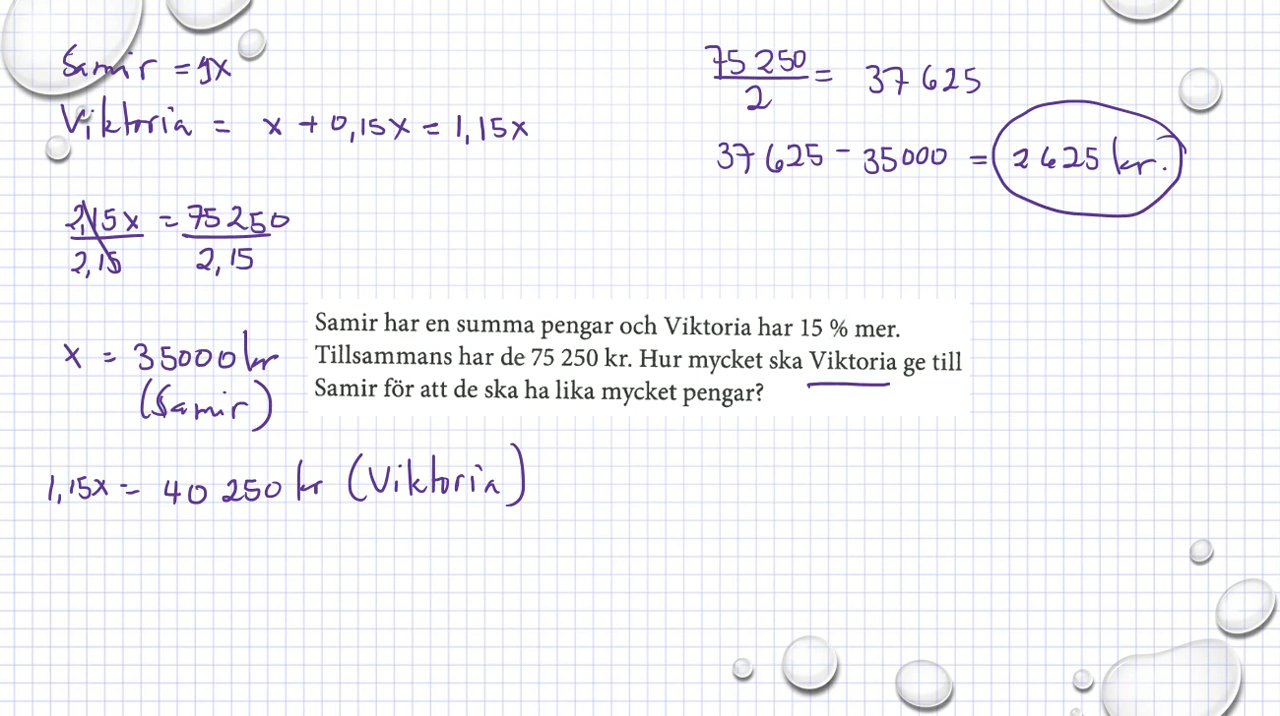 Samir = x
Viktoria = x + 0,15x = 1,15x
2,15x = 75250
2,15 2,15
x = 35000 kr
(Samir)
1,15x = 40 250 kr (Viktoria)
75 250 = 37 625
2
37 625 - 35000 = 2 625 kr.
Samir har en summa pengar och Viktoria har 15 % mer.
Tillsammans har de 75 250 kr. Hur mycket ska Viktoria ge till
Samir för att de ska ha lika mycket pengar?